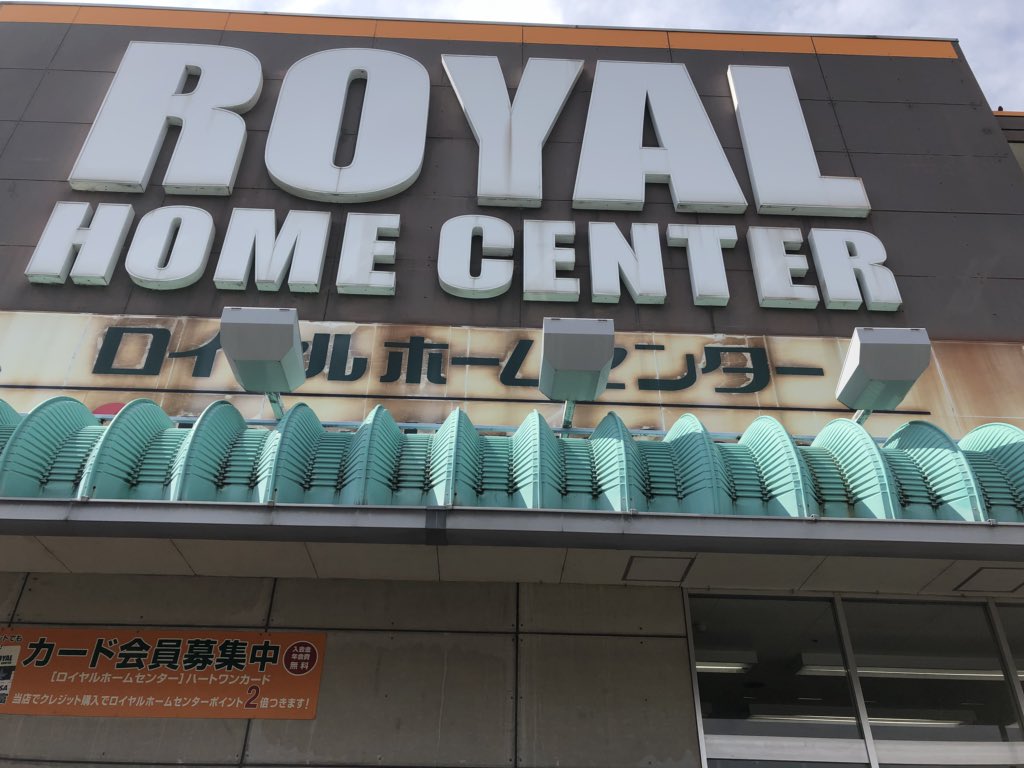 ROYAL
HOME CENTER
ロイヤルホームセンター
カード会員募集中
入会金
年会費
無料
[ロイヤルホームセンター]ハートワンカード
当店でクレジット購入でロイヤルホームセンターポイント2倍つきます!